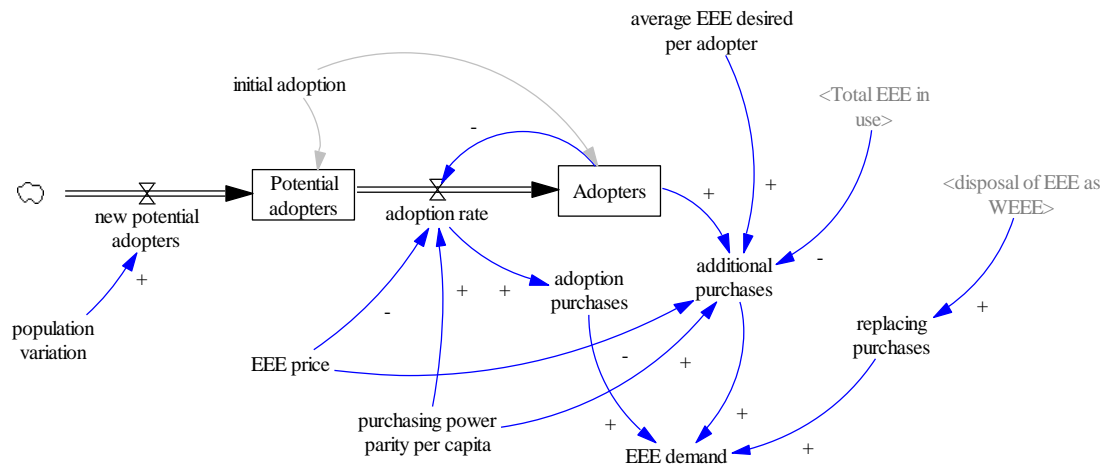 average EEE desired
per adopter
initial adoption
<Total EEE in
use>
-
Potential
adopters
Adopters
<disposal of EEE as
WEEE>
+
+
new potential
adopters
adoption rate
+
additional
purchases
-
adoption
purchases
+
+
+
population
variation
-
replacing
purchases
EEE price
-
+
purchasing power
parity per capita
+
+
+
EEE demand